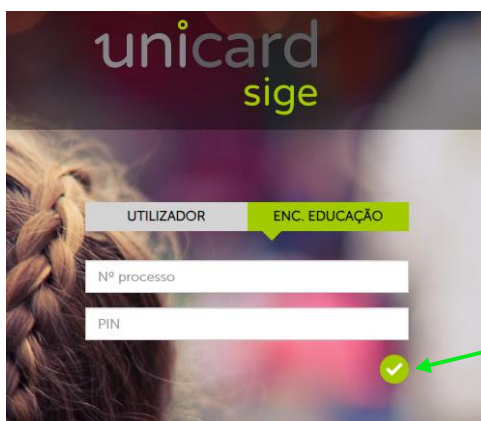 unicard
sige
UTILIZADOR
ENC. EDUCAÇÃO
Nº processo
PIN